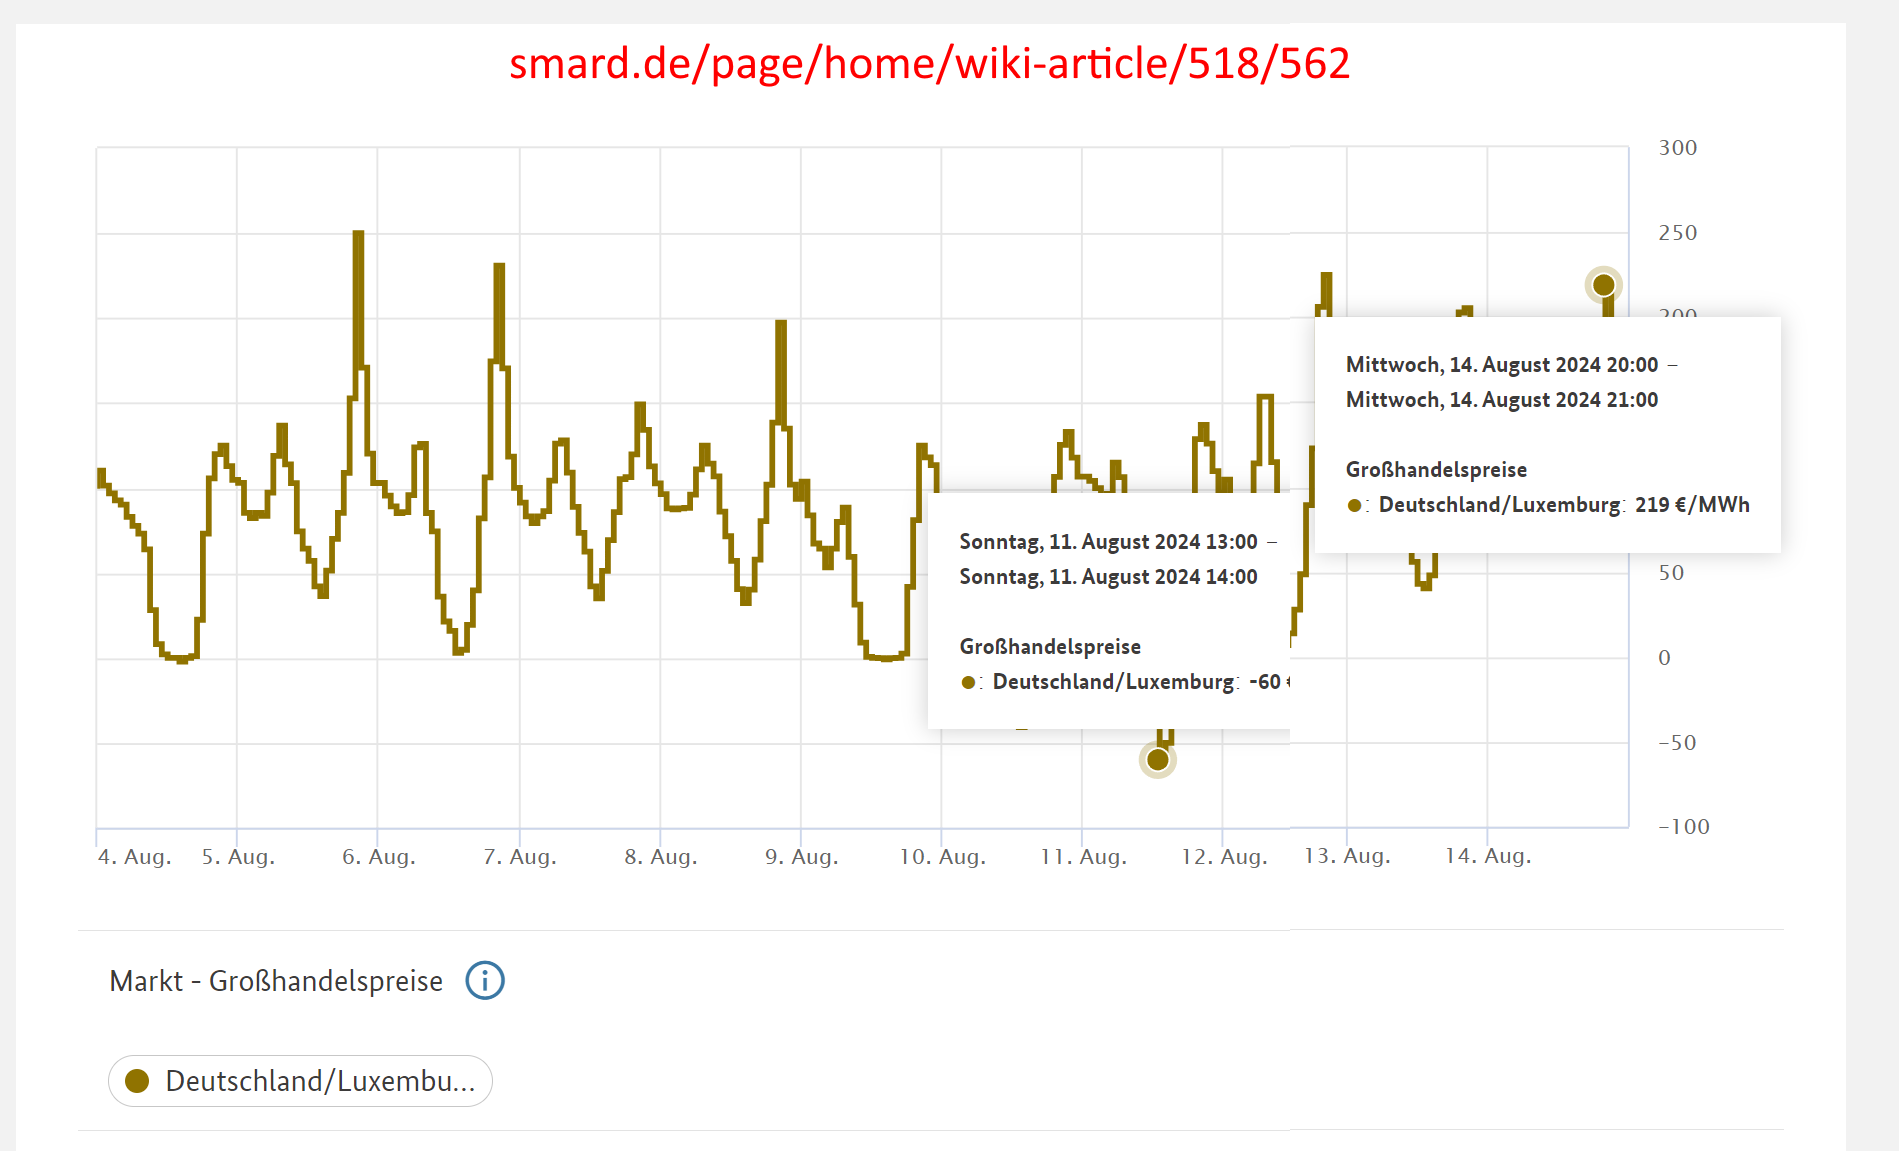 smard.de/page/home/wiki-article/518/562
300
250
200
50
0
−50
−100
Mittwoch, 14. August 2024 20:00 –
Mittwoch, 14. August 2024 21:00
Großhandelspreise
: Deutschland/Luxemburg: 219 €/MWh
Sonntag, 11. August 2024 13:00 –
Sonntag, 11. August 2024 14:00
Großhandelspreise
: Deutschland/Luxemburg: -60 €
4. Aug. 5. Aug. 6. Aug. 7. Aug. 8. Aug. 9. Aug. 10. Aug. 11. Aug. 12. Aug. 13. Aug. 14. Aug.
Markt - Großhandelspreise
Deutschland/Luxembu...